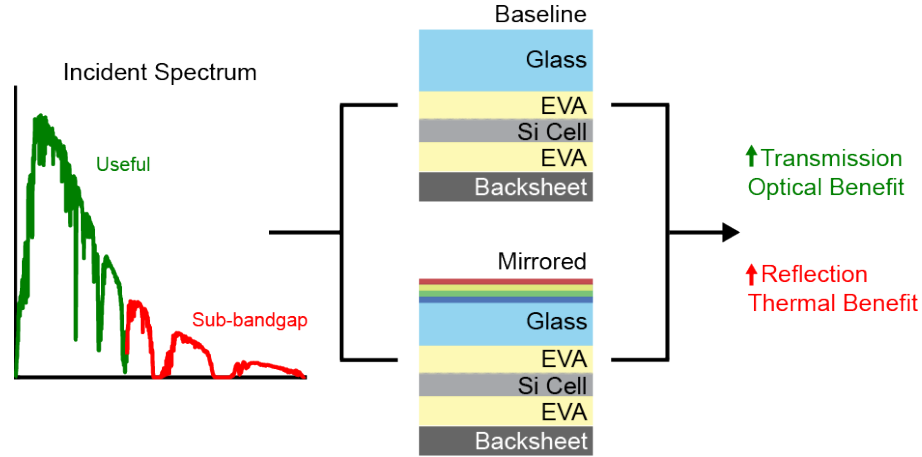 Incident Spectrum
Useful
Sub-bandgap
Baseline
Glass
EVA
Si Cell
EVA
Backsheet
Mirrored
Glass
EVA
Si Cell
EVA
Backsheet
Transmission
Optical Benefit
Reflection
Thermal Benefit